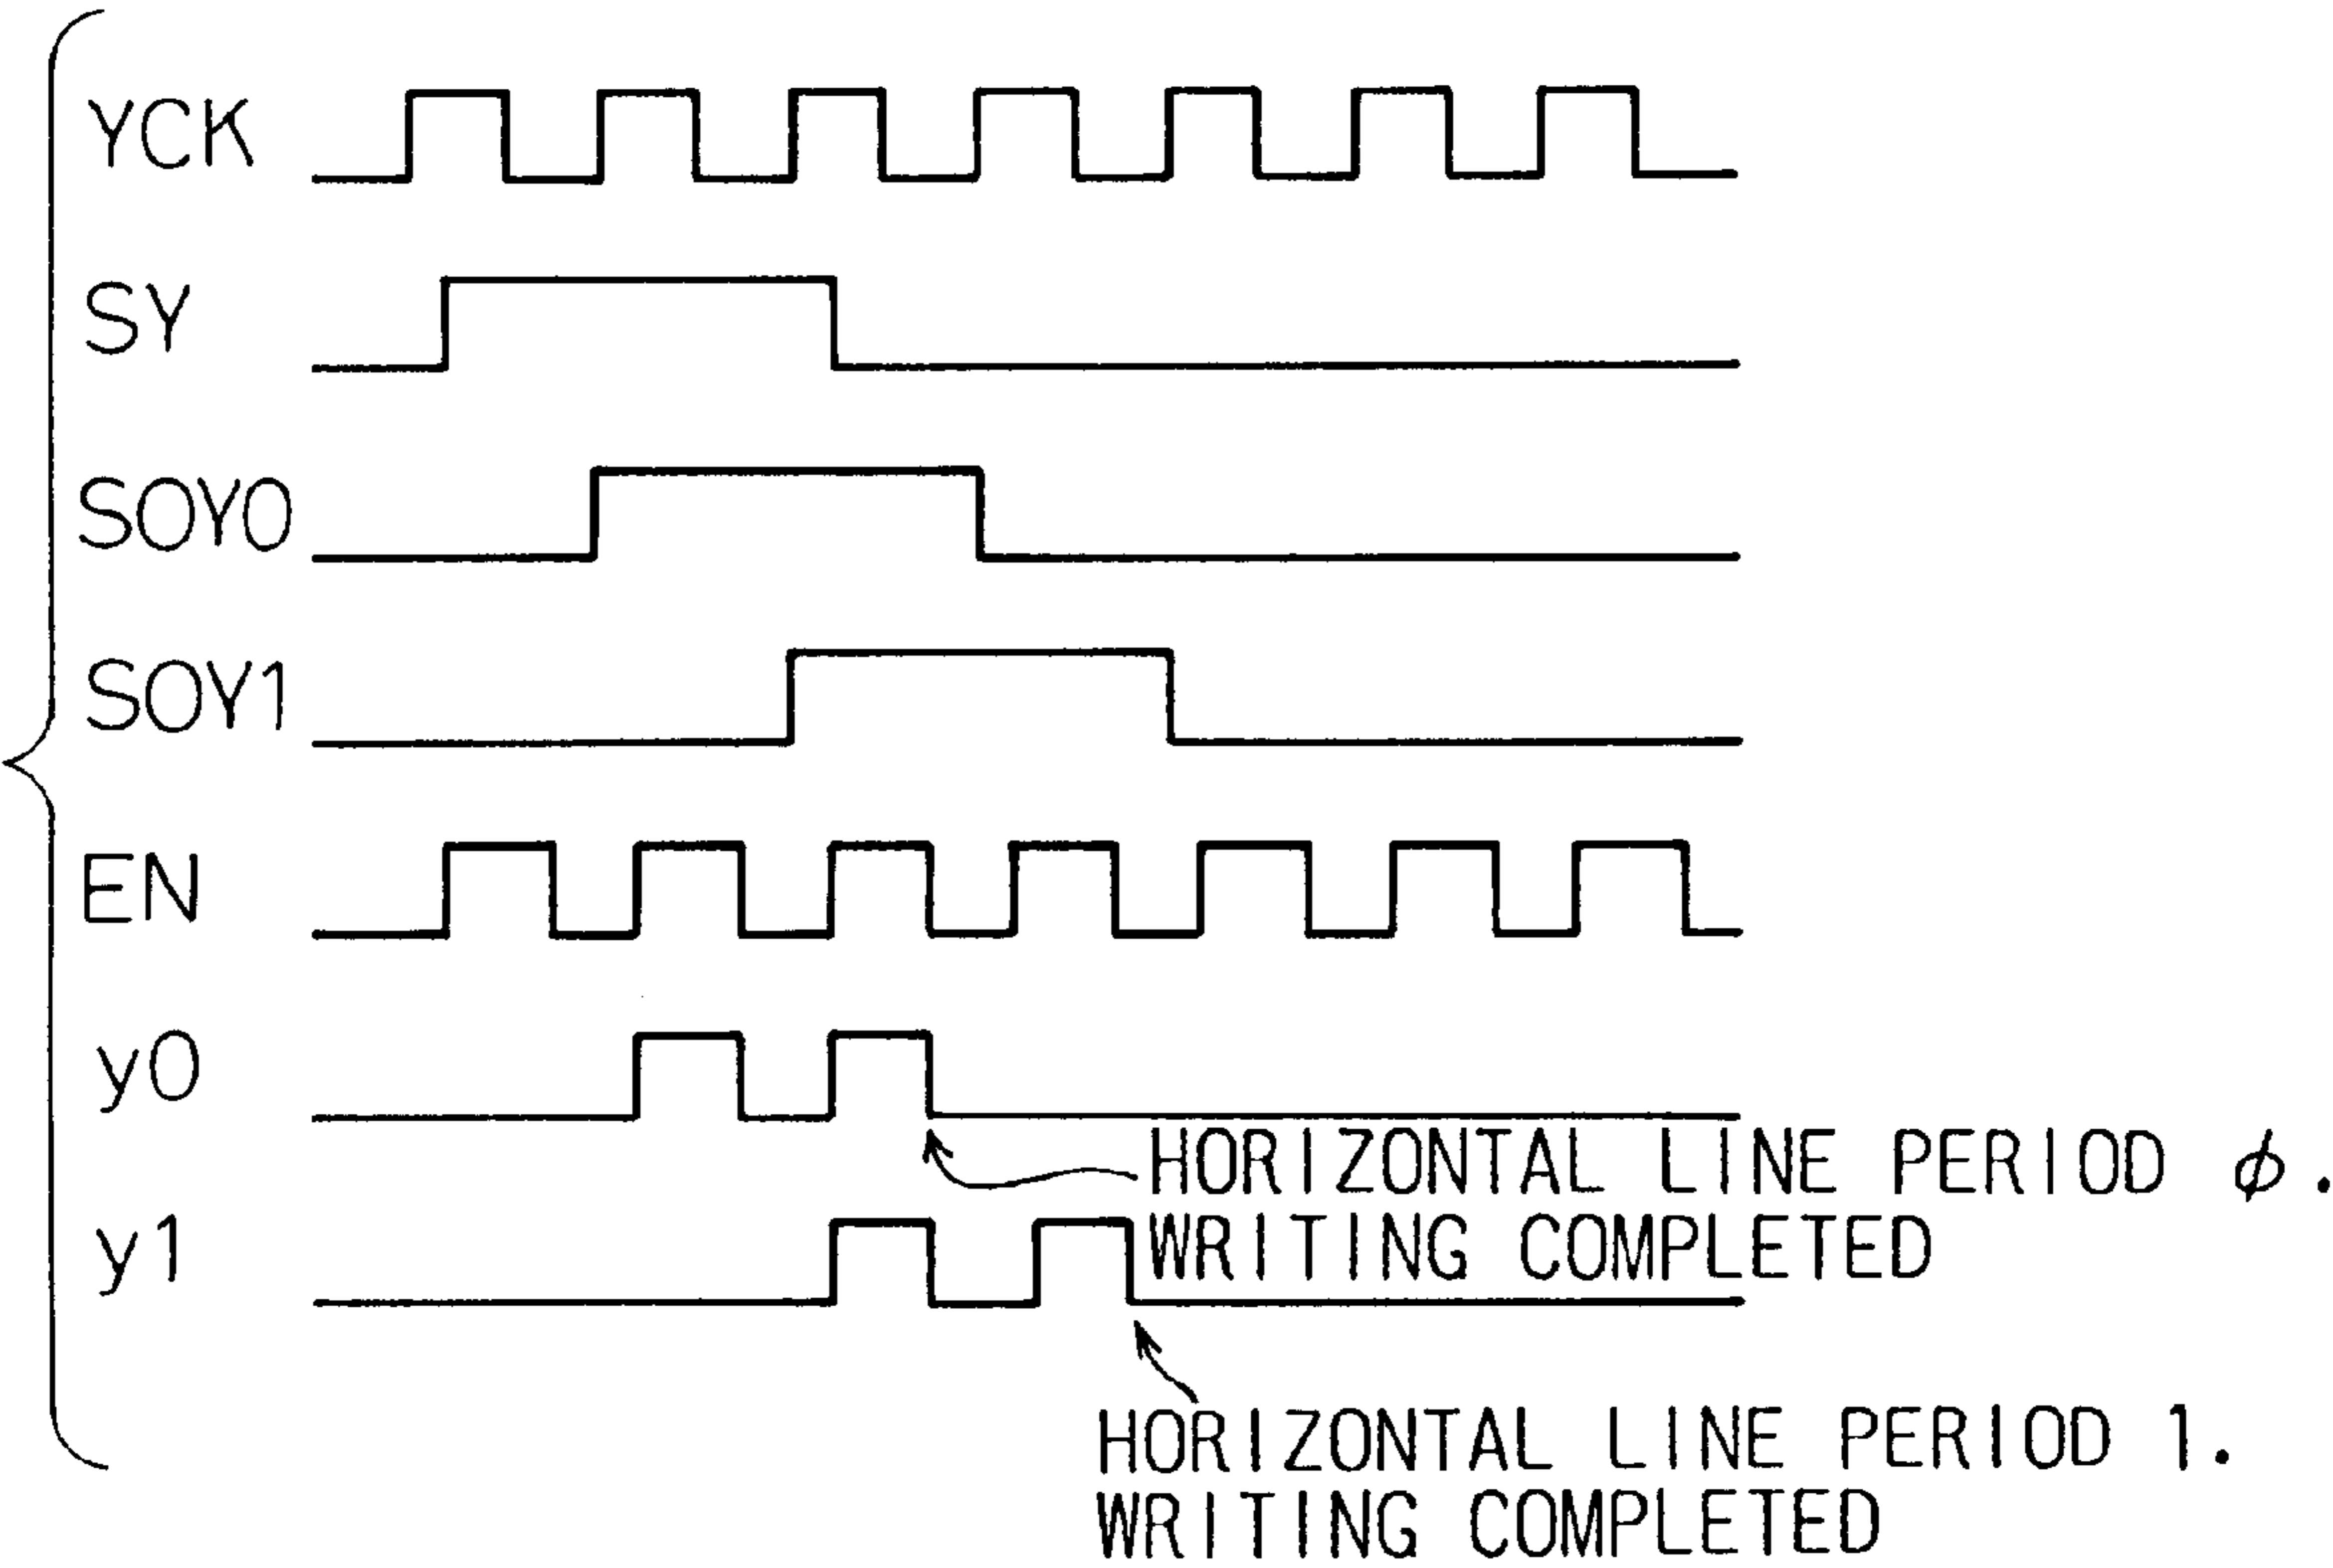 YCK
SY
SOY0
SOY1
EN
y0
HORIZONTAL LINE PERIOD ϕ.
WRITING COMPLETED
y1
HORIZONTAL LINE PERIOD 1.
WRITING COMPLETED